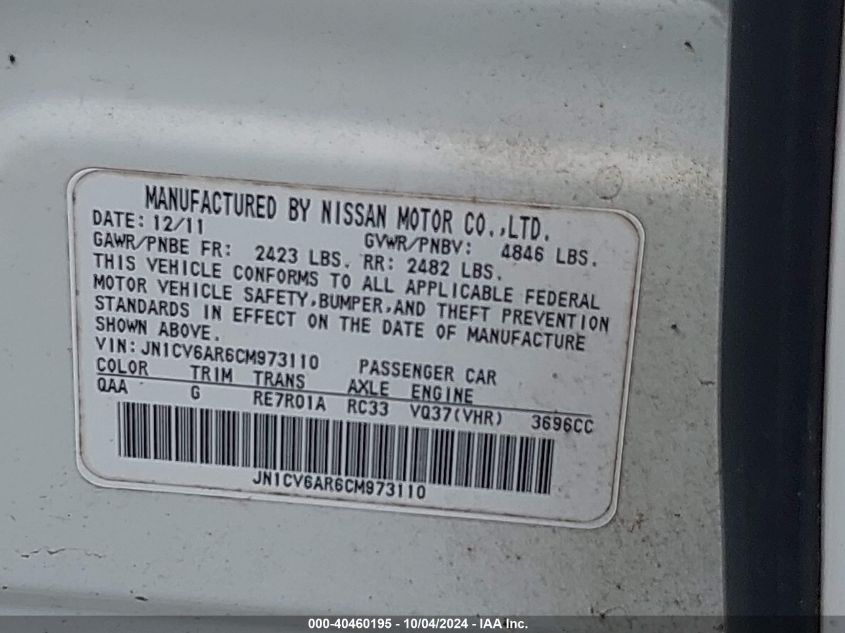 MANUFACTURED BY NISSAN MOTOR CO.,LTD.
DATE: 12/11 GVWR/PNBV: 4846 LBS.
GAWR/PNBE FR: 2423 LBS. RR: 2482 LBS.
THIS VEHICLE CONFORMS TO ALL APPLICABLE FEDERAL
MOTOR VEHICLE SAFETY,BUMPER,AND THEFT PREVENTION
STANDARDS IN EFFECT ON THE DATE OF MANUFACTURE
SHOWN ABOVE.
VIN: JN1CV6AR6CM973110 PASSENGER CAR
COLOR TRIM TRANS AXLE ENGINE
QAA G RE7R01A RC33 VQ37(VHR) 3696CC
JN1CV6AR6CM973110
000-40460195 - 10/04/2024 - IAA Inc.